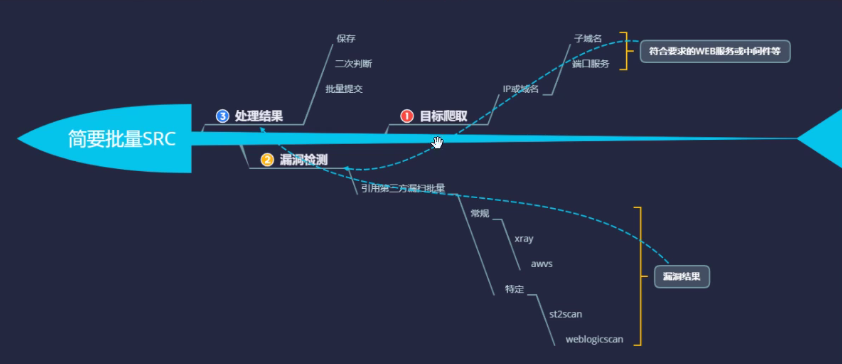 简要批量SRC
① 目标爬取
IP或域名
子域名
端口服务
符合要求的WEB服务或中间件等
② 漏洞检测
引用第三方漏扫批量
常规
xray
awvs
特定
st2scan
weblogicscan
漏洞结果
③ 处理结果
保存
二次判断
批量提交